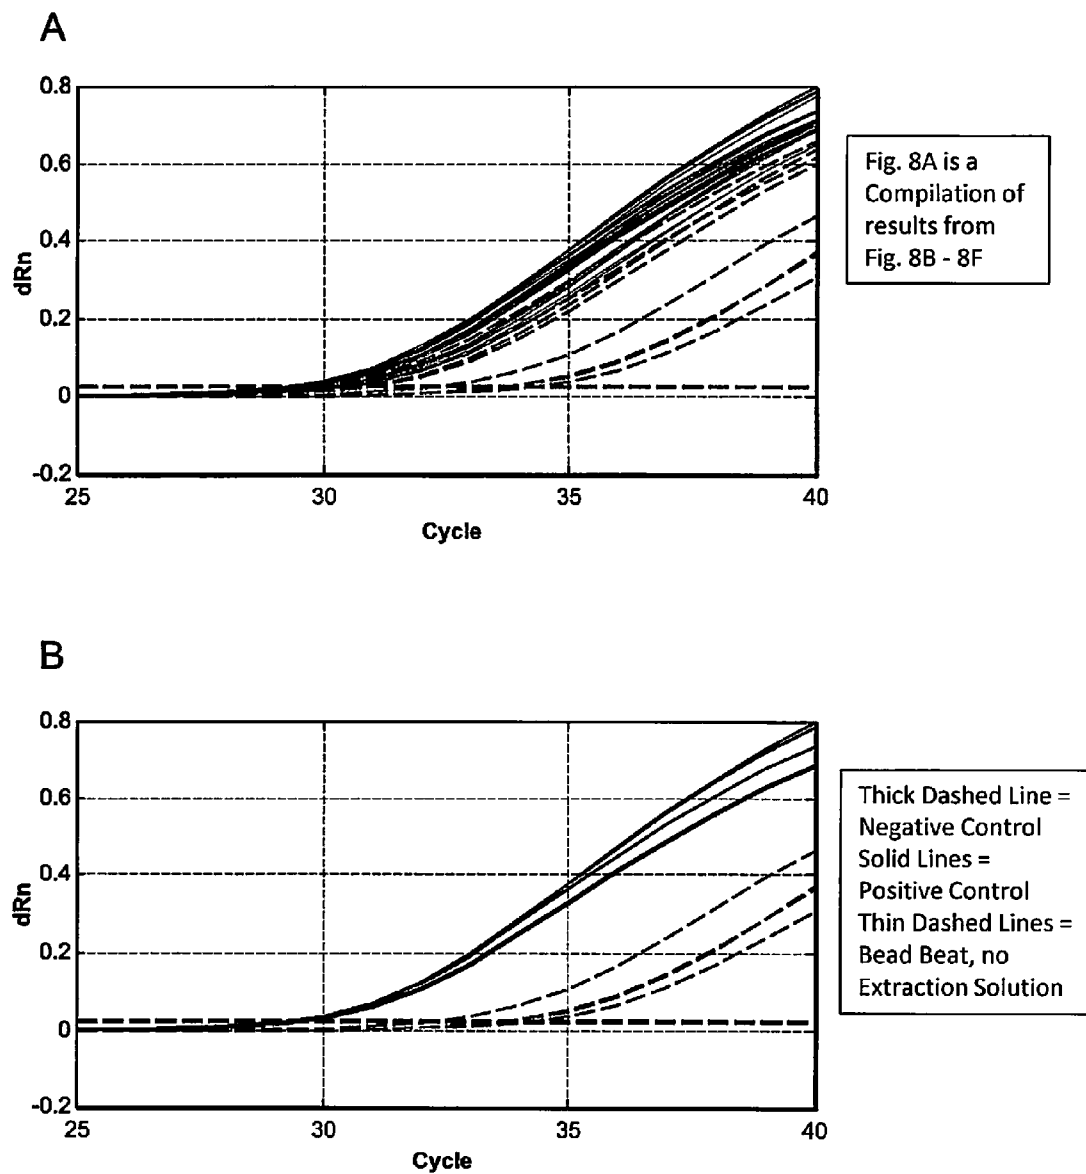 A
0.8
0.6
0.4
0.2
0
-0.2
dRn
25 30 35 40
Cycle
Fig. 8A is a
Compilation of
results from
Fig. 8B - 8F
B
0.8
0.6
0.4
0.2
0
-0.2
dRn
25 30 35 40
Cycle
Thick Dashed Line =
Negative Control
Solid Lines =
Positive Control
Thin Dashed Lines =
Bead Beat, no
Extraction Solution